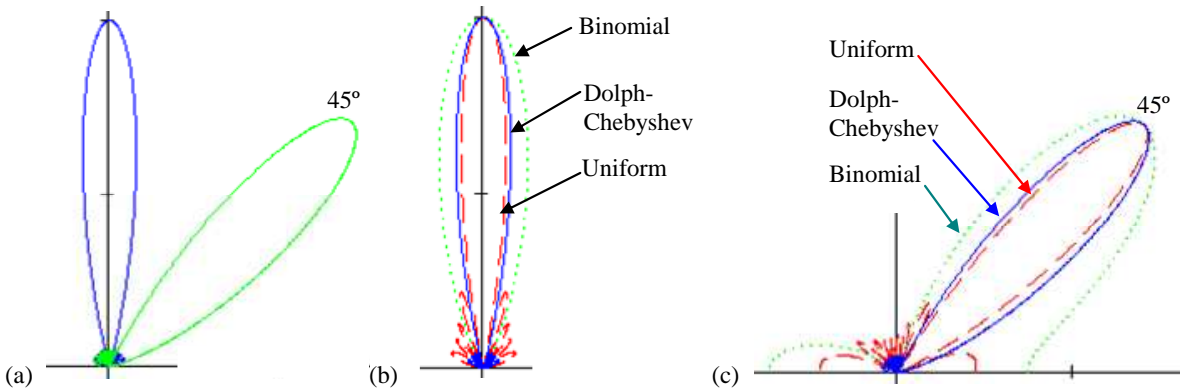 45º
(a)
Binomial
Dolph-
Chebyshev
Uniform
(b)
Uniform
Dolph-
Chebyshev
Binomial
45º
(c)